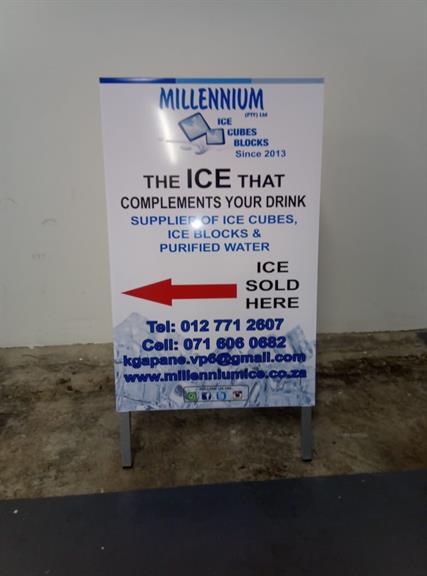 MILLENNIUM
(PTY) Ltd
ICE
CUBES
BLOCKS
Since 2013
THE ICE THAT
COMPLEMENTS YOUR DRINK
SUPPLIER OF ICE CUBES,
ICE BLOCKS &
PURIFIED WATER
ICE
SOLD
HERE
Tel: 012 771 2607
Cell: 071 606 0682
kgapane.vp6@gmail.com
www.millenniumice.co.za